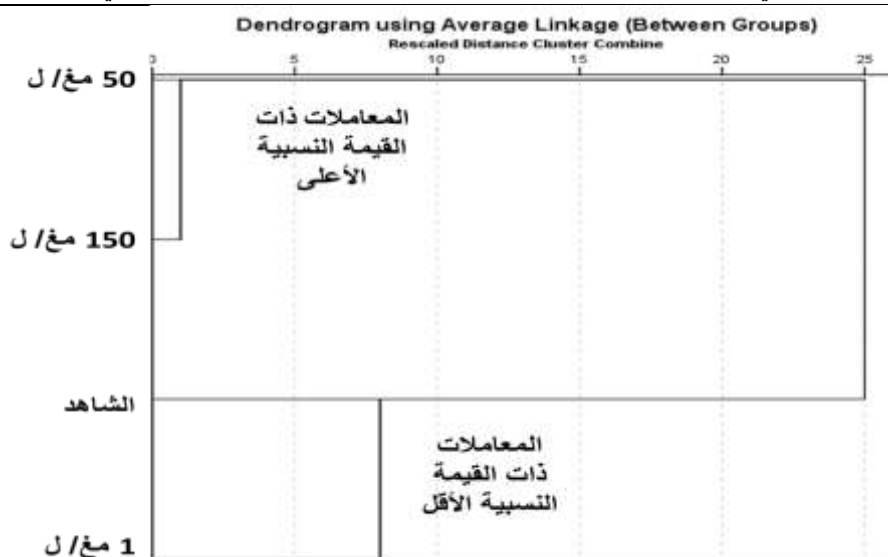 Dendrogram using Average Linkage (Between Groups)
Rescaled Distance Cluster Combine
0 5 10 15 20 25
50 مغ/ ل
المعاملات ذات
القيمة النسبية
الأعلى
150 مغ/ ل
الشاهد
المعاملات
ذات القيمة
النسبية الأقل
1 مغ/ ل